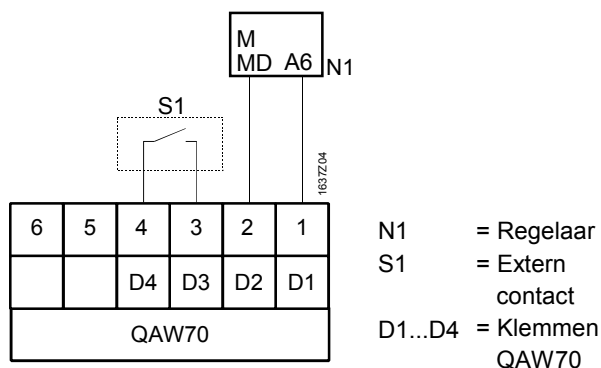 M
MD A6 N1
S1
1637Z04
6 5 4 3 2 1
D4 D3 D2 D1
QAW70
N1 = Regelaar
S1 = Extern
contact
D1...D4 = Klemmen
QAW70